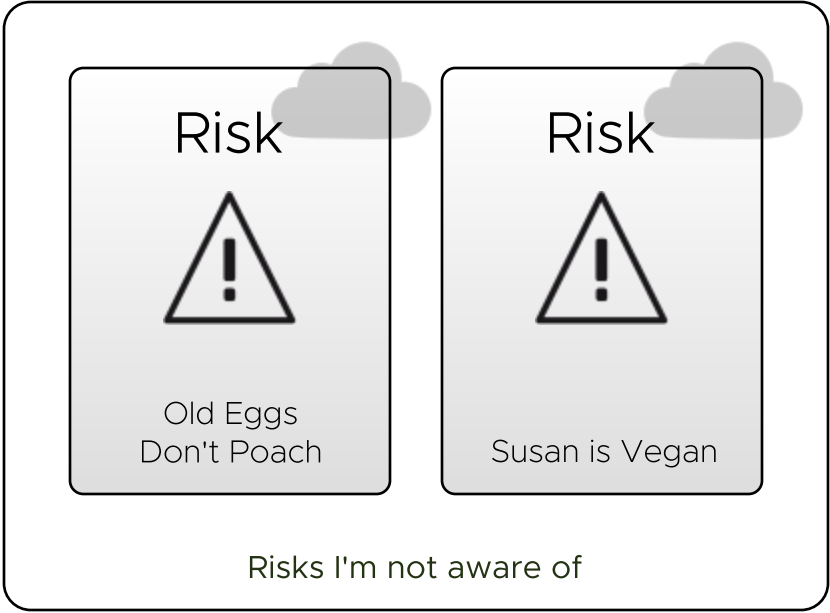 Risk
Old Eggs
Don't Poach
Risk
Susan is Vegan
Risks I'm not aware of